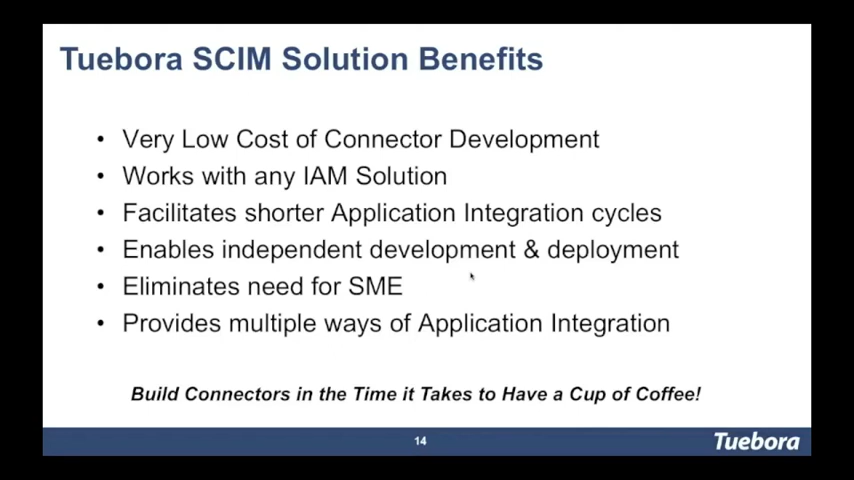 Tuebora SCIM Solution Benefits
• Very Low Cost of Connector Development
• Works with any IAM Solution
• Facilitates shorter Application Integration cycles
• Enables independent development & deployment
• Eliminates need for SME
• Provides multiple ways of Application Integration
Build Connectors in the Time it Takes to Have a Cup of Coffee!
14
Tuebora